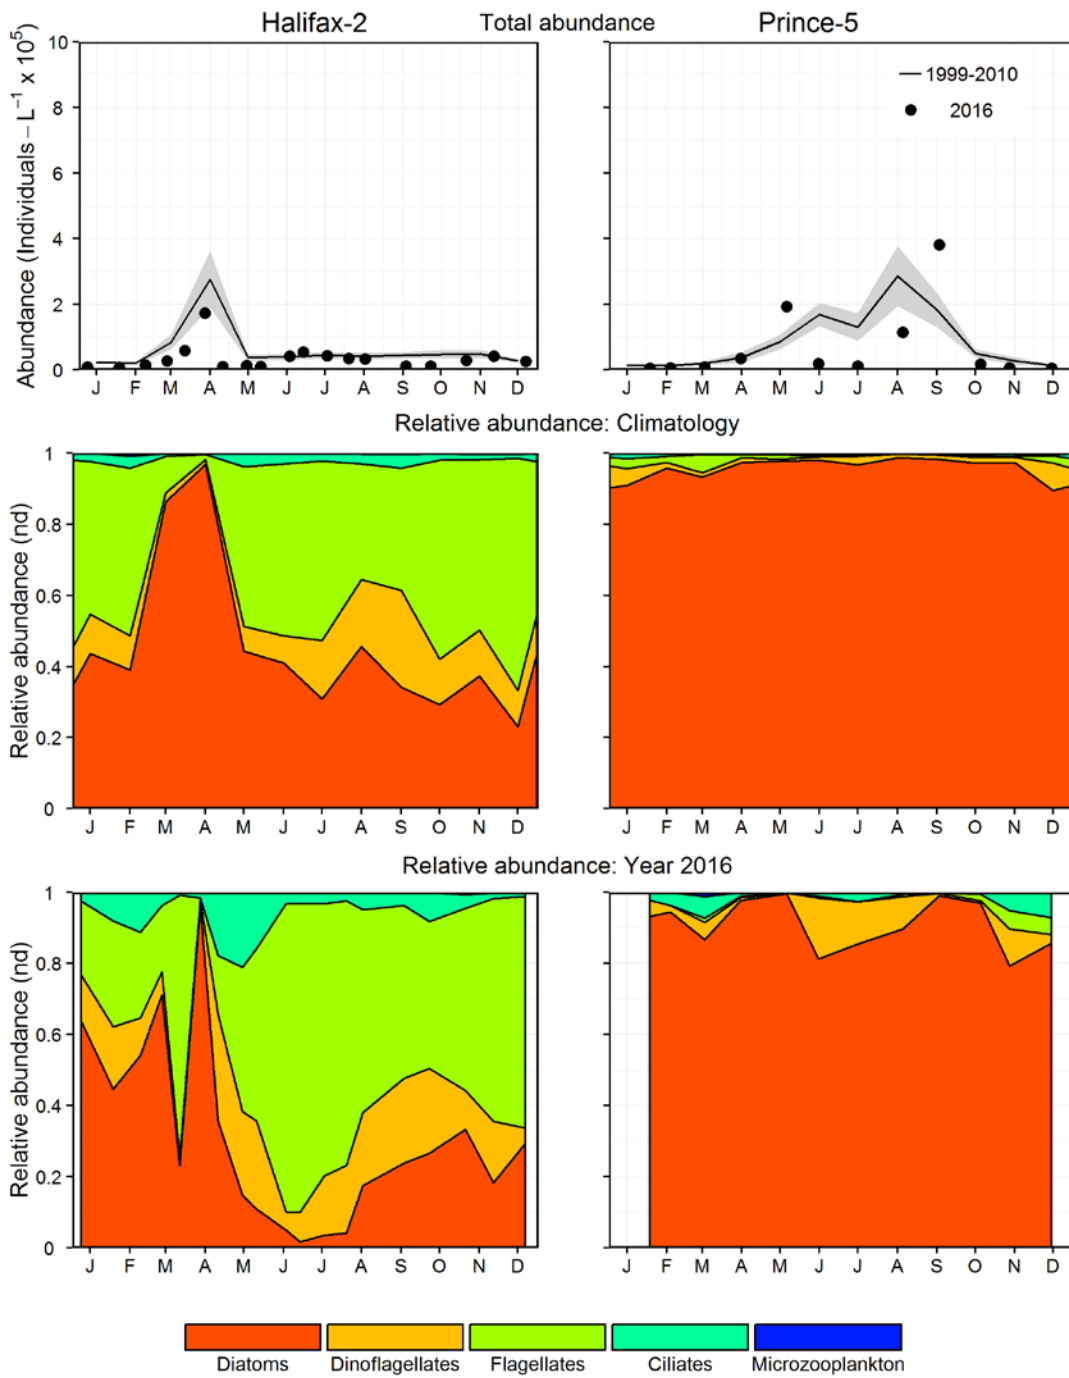 Halifax-2 Total abundance Prince-5
Abundance (Individuals – L⁻¹ x 10⁵)
10
8
6
4
2
0
J F M A M J J A S O N D
1999-2010
2016
J F M A M J J A S O N D
Relative abundance: Climatology
Relative abundance (nd)
1
0.8
0.6
0.4
0.2
0
J F M A M J J A S O N D
J F M A M J J A S O N D
Relative abundance: Year 2016
Relative abundance (nd)
1
0.8
0.6
0.4
0.2
0
J F M A M J J A S O N D
J F M A M J J A S O N D
Diatoms Dinoflagellates Flagellates Ciliates Microzooplankton